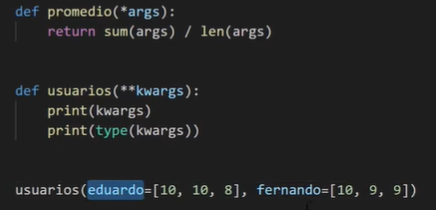 def promedio(*args):
    return sum(args) / len(args)
def usuarios(**kwargs):
    print(kwargs)
    print(type(kwargs))
usuarios(eduardo=[10, 10, 8], fernando=[10, 9, 9])